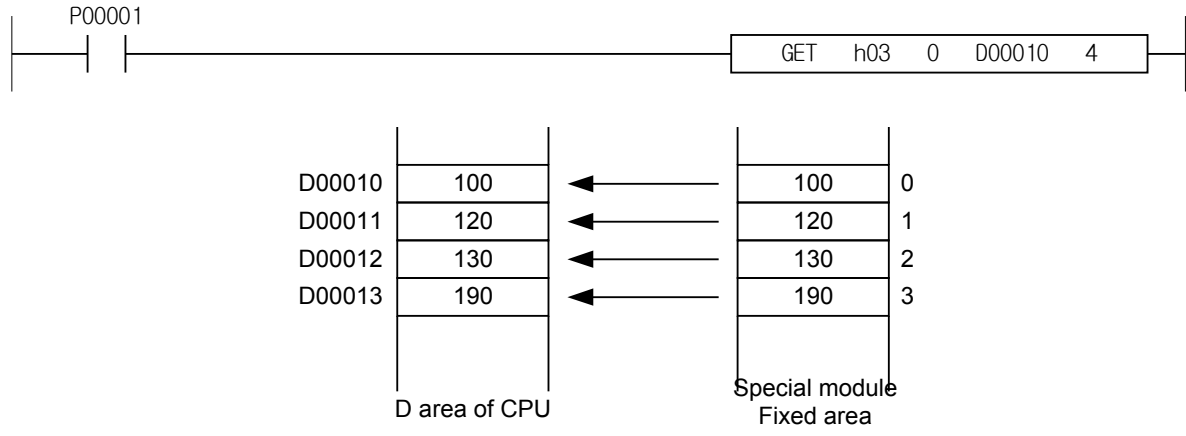 P00001
GET h03 0 D00010 4
D00010 100 100 0
D00011 120 120 1
D00012 130 130 2
D00013 190 190 3
D area of CPU
Special module
Fixed area